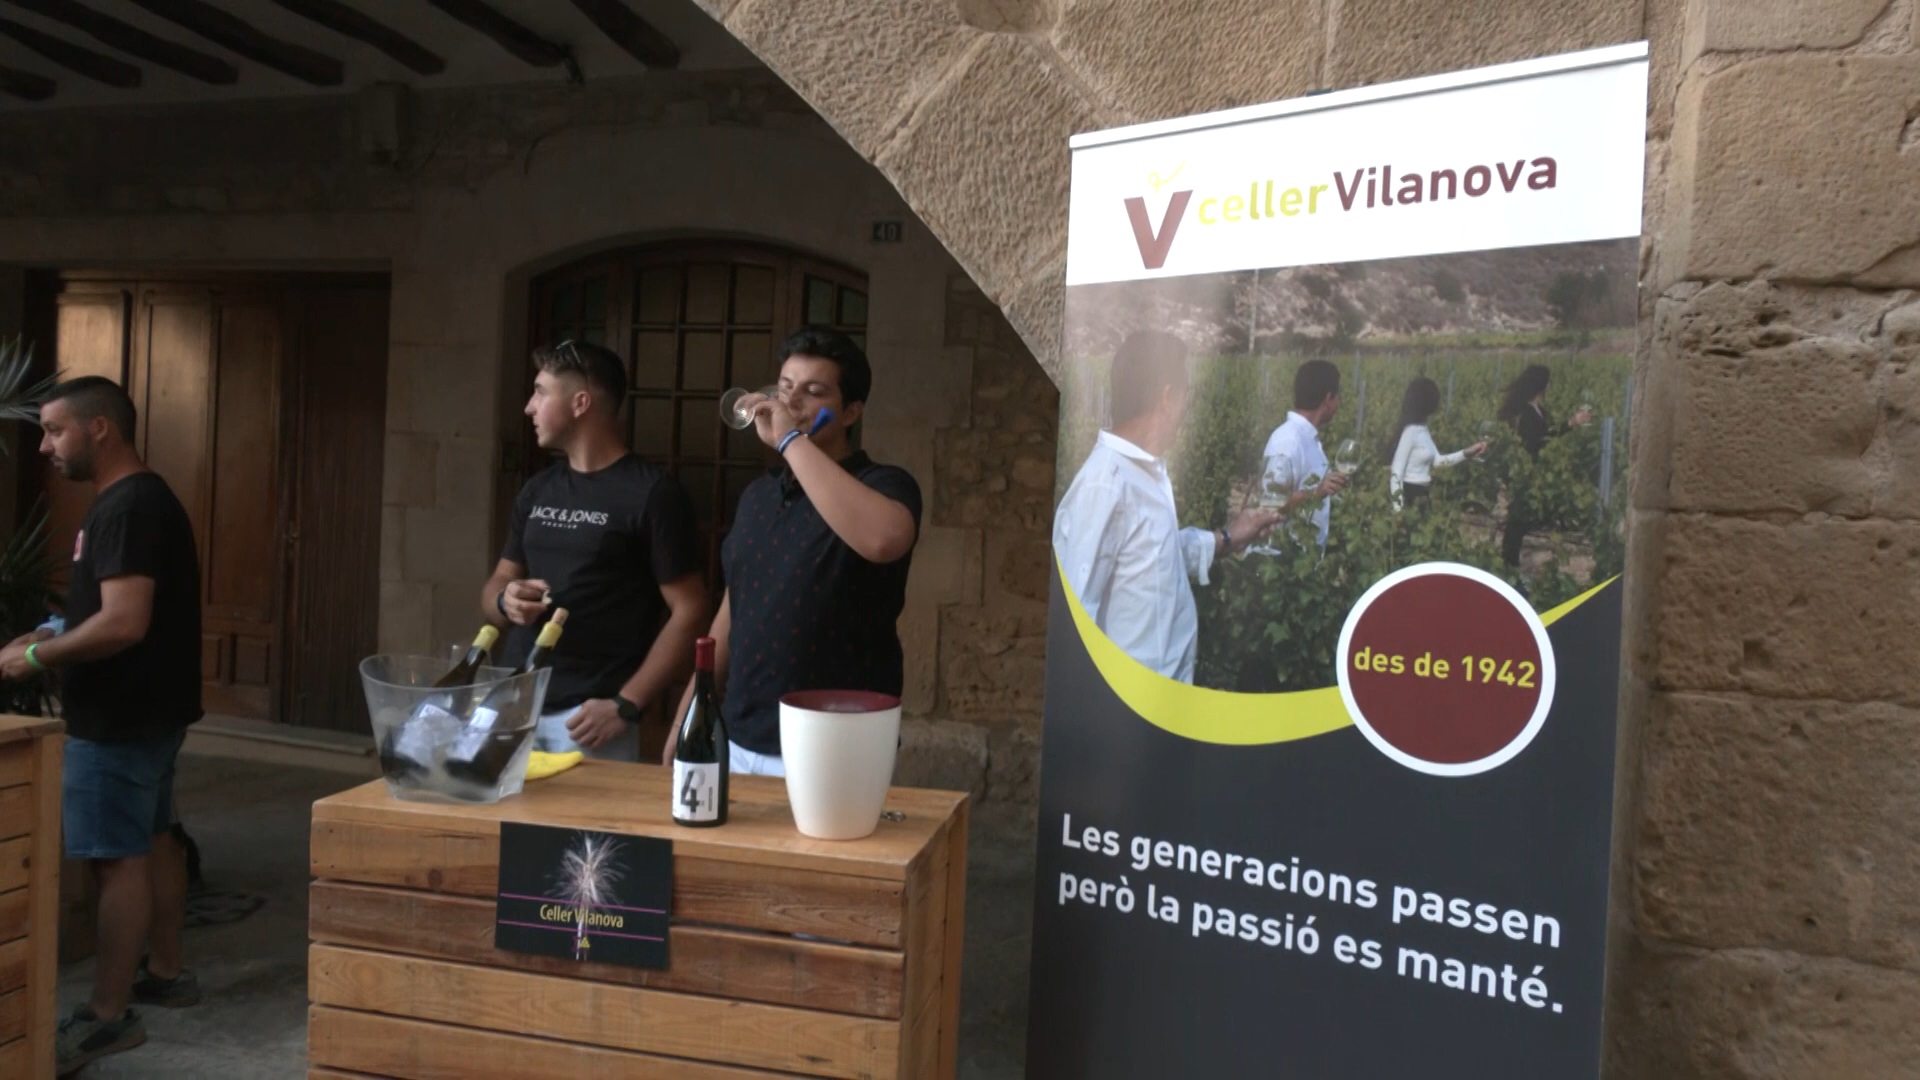 V celler Vilanova
40
JACK & JONES
PREMIUM
des de 1942
4
Celler Vilanova
Les generacions passen
però la passió es manté.